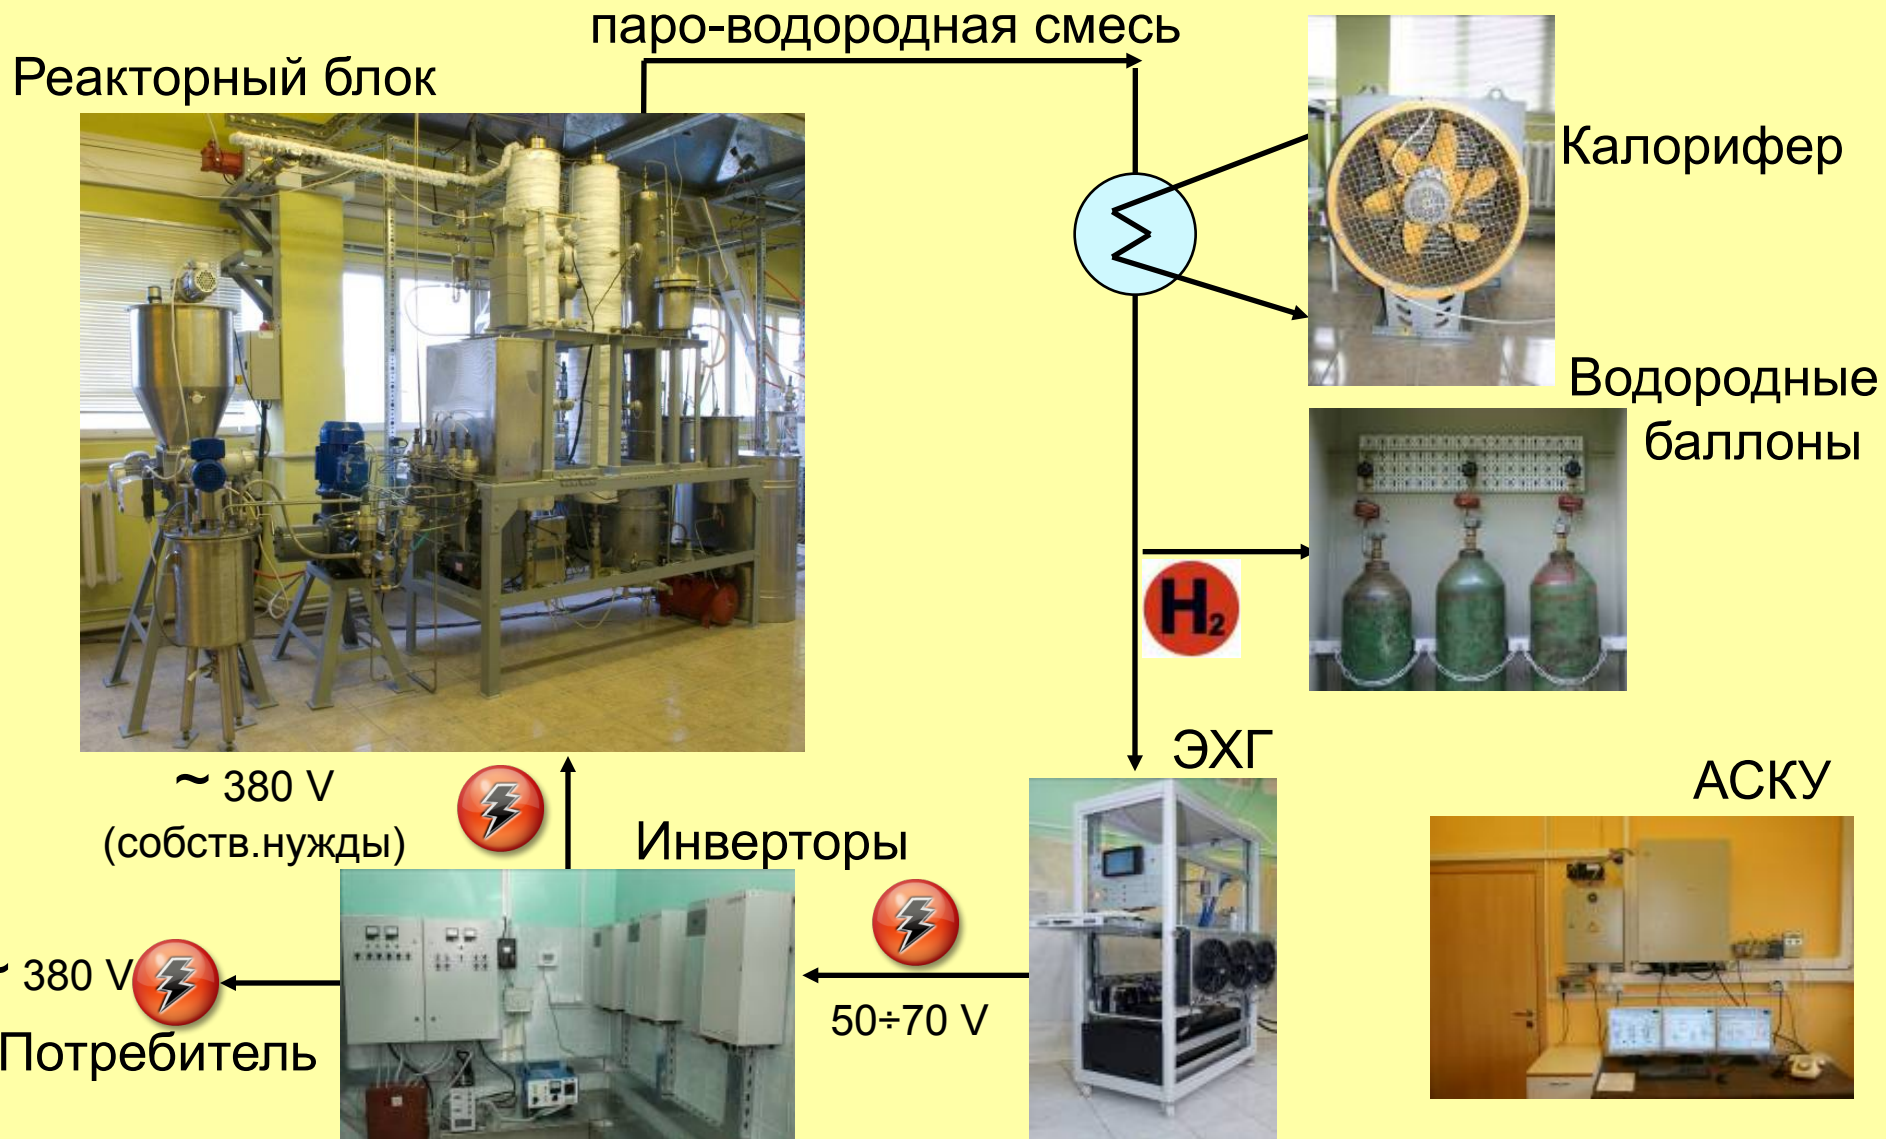 паро-водородная смесь
Реакторный блок
Калорифер
Водородные
баллоны
H₂
ЭХГ
АСКУ
~ 380 V
(собств.нужды)
Инверторы
~ 380 V
50÷70 V
Потребитель